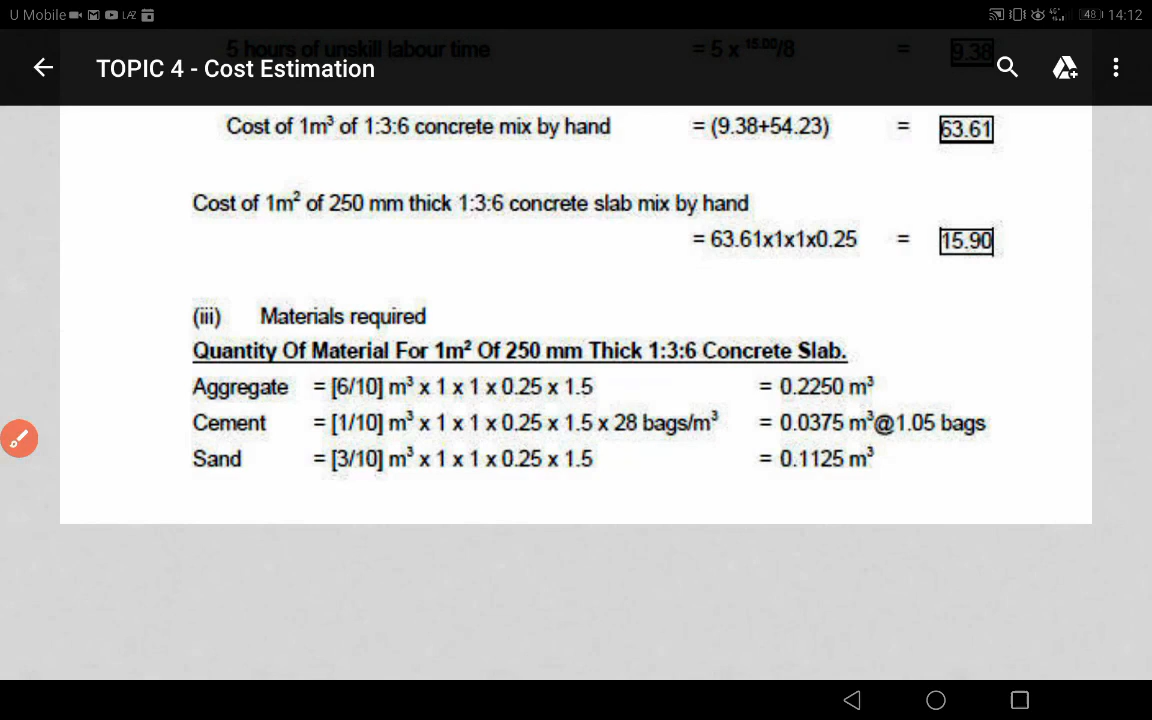 U Mobile LAZ 48 14:12
5 hours of unskill labour time = 5 x 15.00/8 = 9.38
TOPIC 4 - Cost Estimation
Cost of 1m³ of 1:3:6 concrete mix by hand = (9.38+54.23) = 63.61
Cost of 1m² of 250 mm thick 1:3:6 concrete slab mix by hand
= 63.61x1x1x0.25 = 15.90
(iii) Materials required
Quantity Of Material For 1m² Of 250 mm Thick 1:3:6 Concrete Slab.
Aggregate = [6/10] m³ x 1 x 1 x 0.25 x 1.5 = 0.2250 m³
Cement = [1/10] m³ x 1 x 1 x 0.25 x 1.5 x 28 bags/m³ = 0.0375 m³@1.05 bags
Sand = [3/10] m³ x 1 x 1 x 0.25 x 1.5 = 0.1125 m³